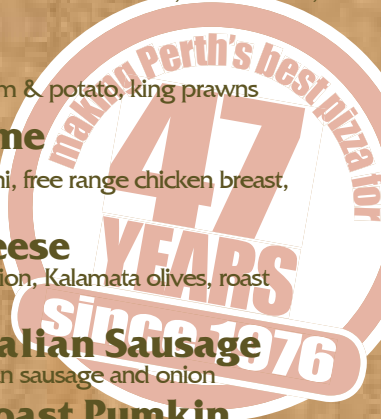 making Perth's best pizza for
47
YEARS
since 1976
m & potato, king prawns
me
ni, free range chicken breast,
eese
ion, Kalamata olives, roast
alian Sausage
n sausage and onion
oast Pumkin